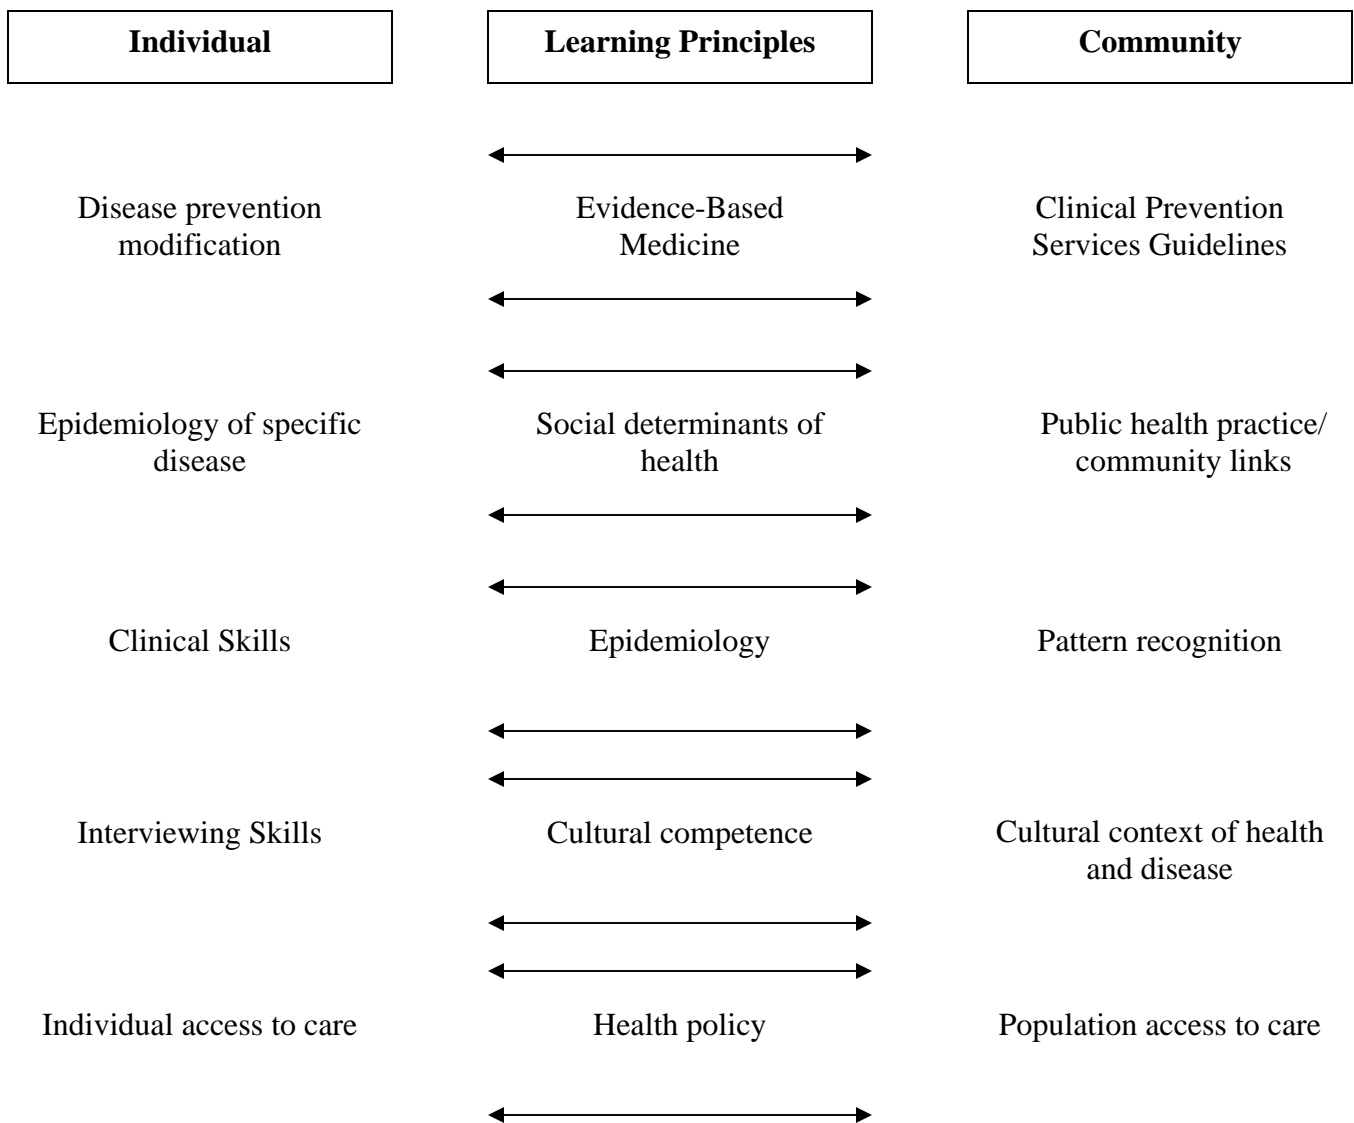 Individual
Learning Principles
Community
Disease prevention
modification
Evidence-Based
Medicine
Clinical Prevention
Services Guidelines
Epidemiology of specific
disease
Social determinants of
health
Public health practice/
community links
Clinical Skills
Epidemiology
Pattern recognition
Interviewing Skills
Cultural competence
Cultural context of health
and disease
Individual access to care
Health policy
Population access to care